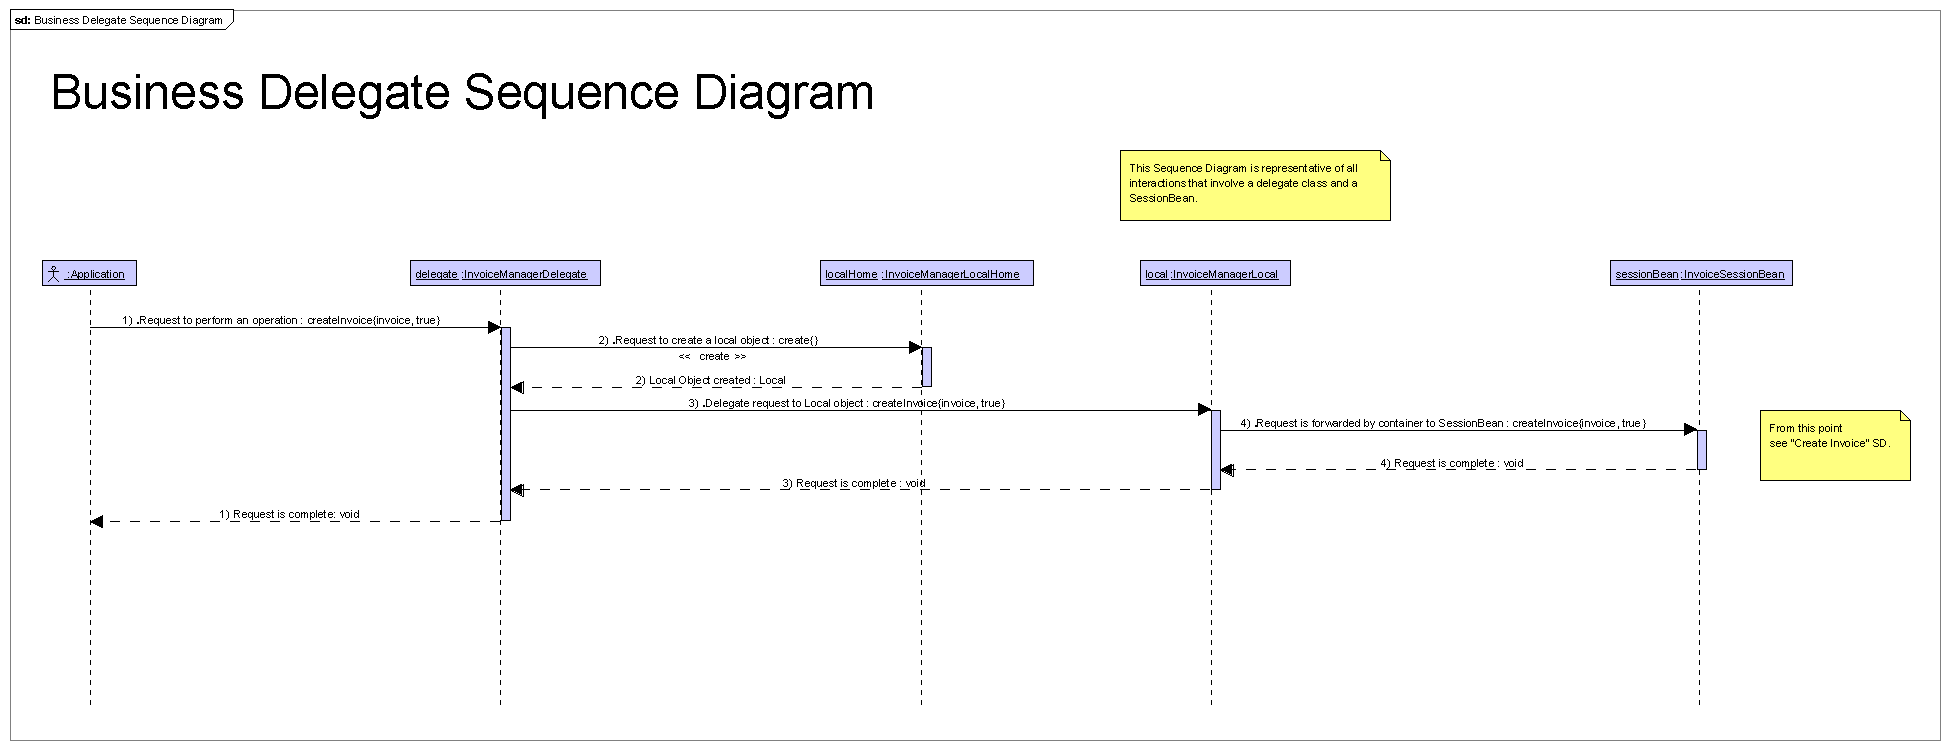 sd: Business Delegate Sequence Diagram
Business Delegate Sequence Diagram
This Sequence Diagram is representative of all
interactions that involve a delegate class and a
SessionBean.
:Application
delegate :InvoiceManagerDelegate
localHome :InvoiceManagerLocalHome
local :InvoiceManagerLocal
sessionBean :InvoiceSessionBean
1) .Request to perform an operation : createInvoice{invoice, true}
2) .Request to create a local object : create{}
<< create >>
2) Local Object created : Local
3) .Delegate request to Local object : createInvoice{invoice, true}
4) .Request is forwarded by container to SessionBean : createInvoice{invoice, true}
From this point
see "Create Invoice" SD.
4) Request is complete : void
3) Request is complete : void
1) Request is complete: void